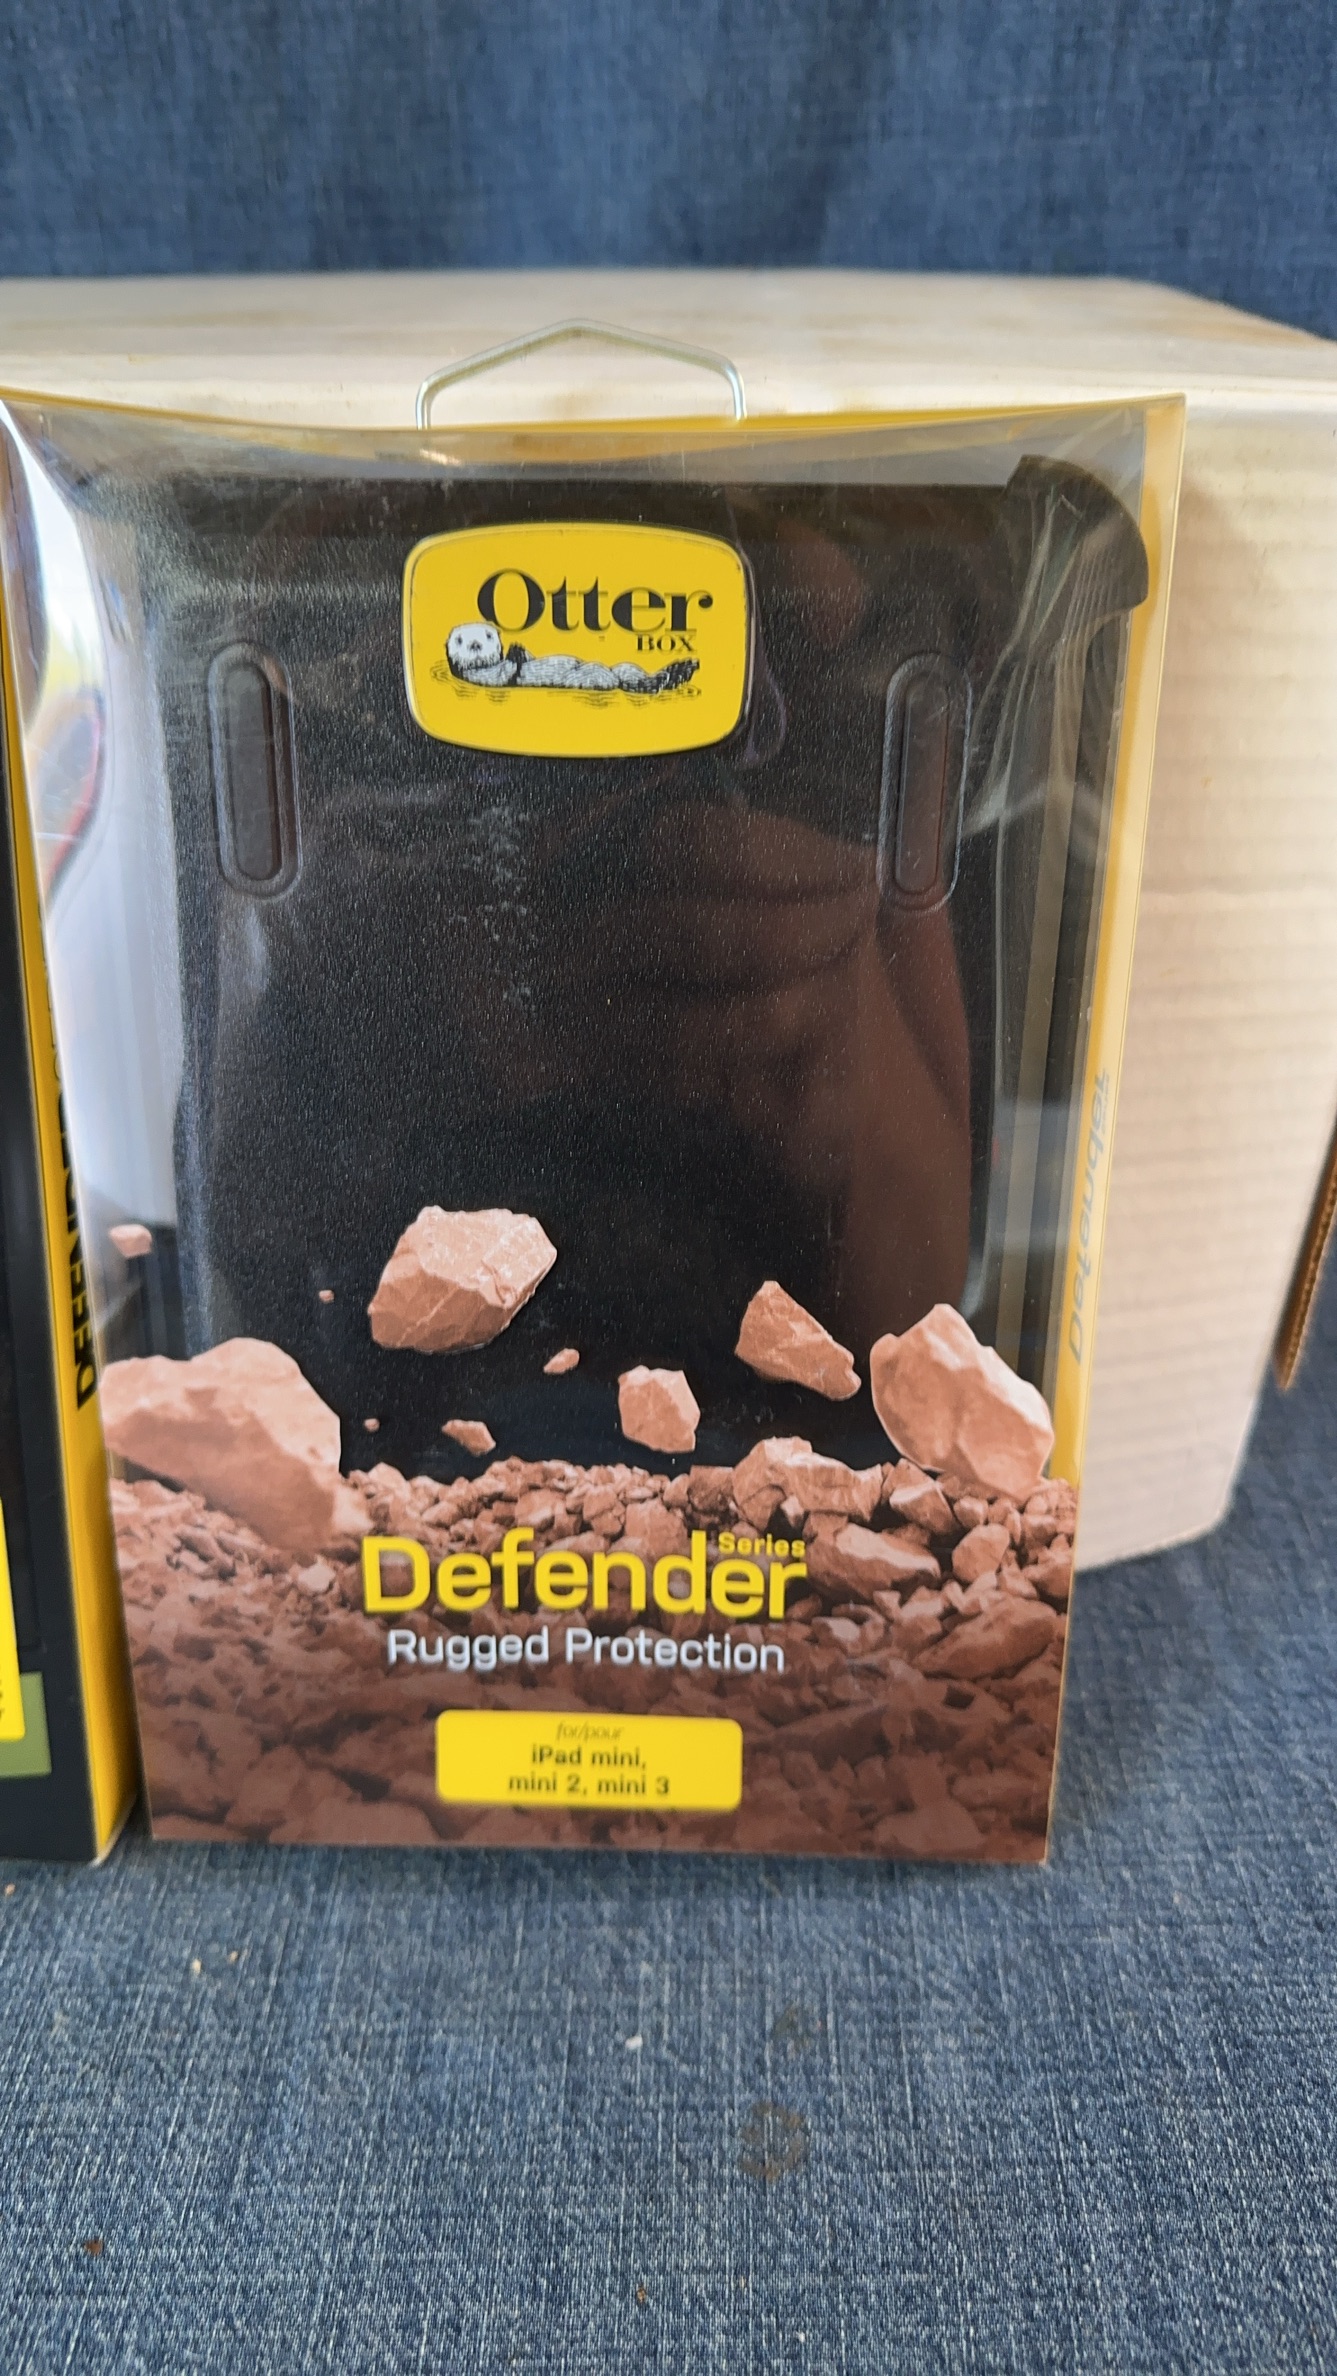 Otter
BOX
Defender Series
Rugged Protection
for/pour
iPad mini,
mini 2, mini 3
Defender